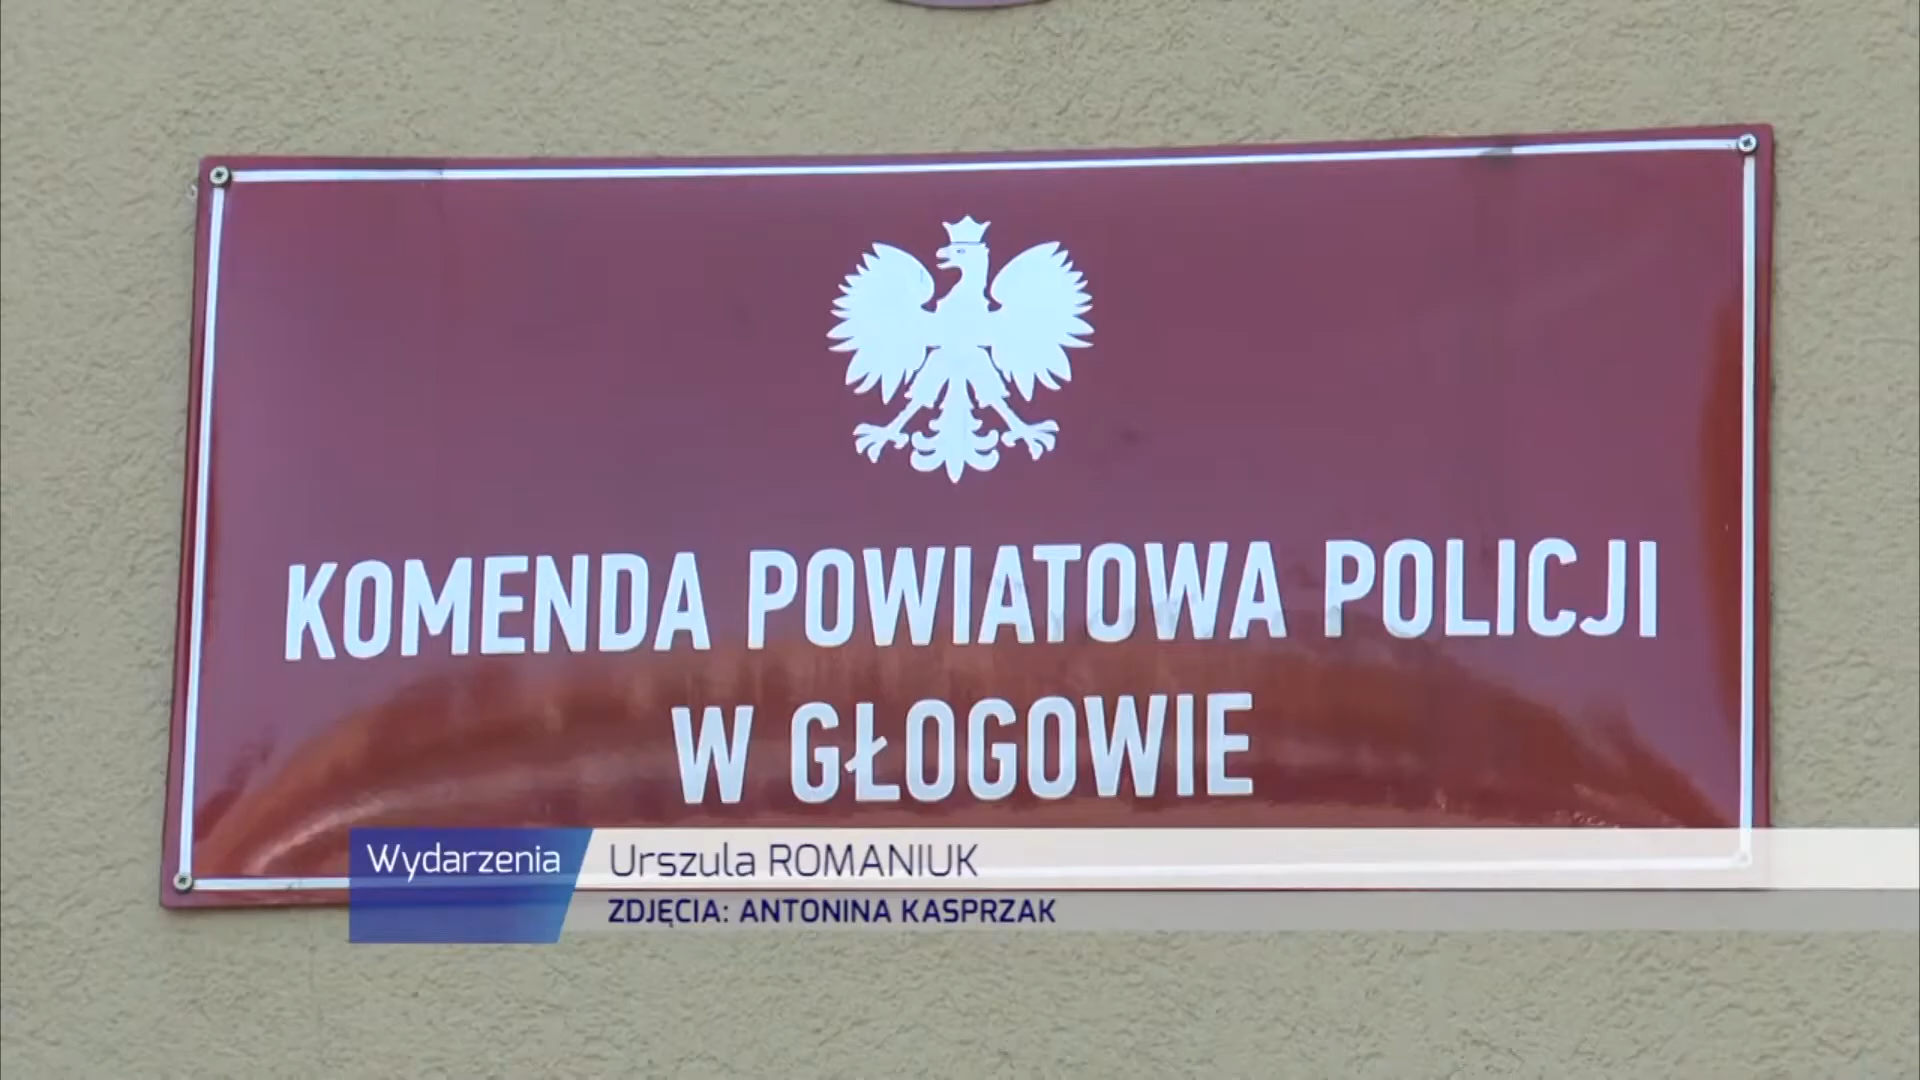 KOMENDA POWIATOWA POLICJI
W GŁOGOWIE
Wydarzenia
Urszula ROMANIUK
ZDJĘCIA: ANTONINA KASPRZAK